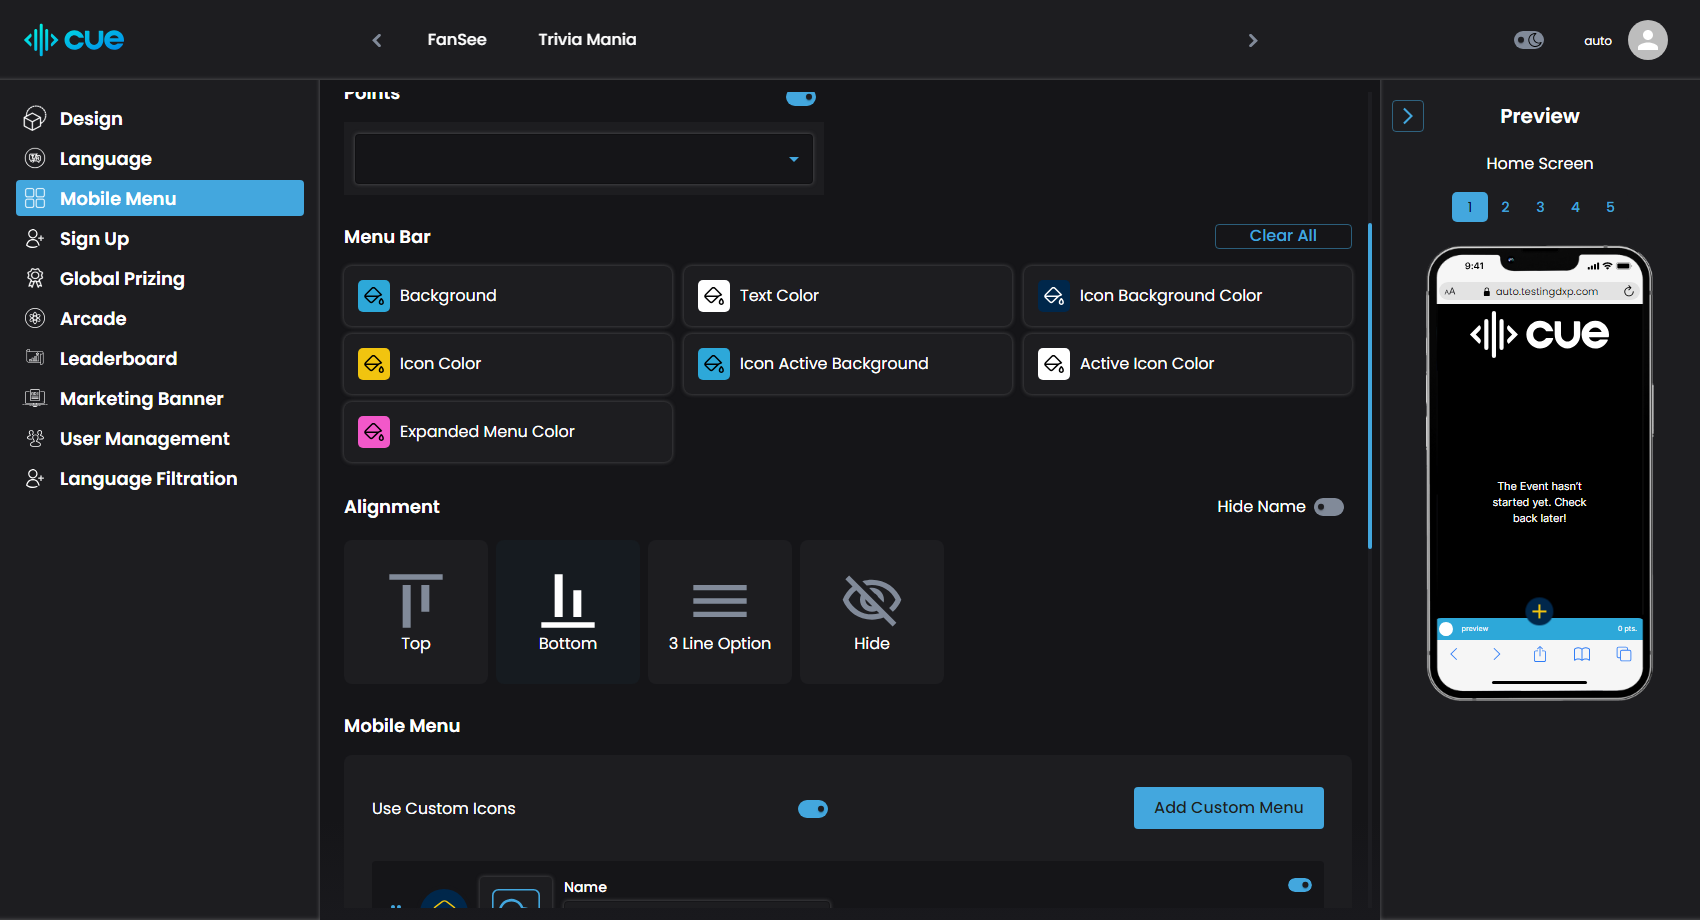 cue
FanSee
Trivia Mania
auto
Design
Language
Mobile Menu
Sign Up
Global Prizing
Arcade
Leaderboard
Marketing Banner
User Management
Language Filtration
Points
Menu Bar
Clear All
Background
Text Color
Icon Background Color
Icon Color
Icon Active Background
Active Icon Color
Expanded Menu Color
Alignment
Hide Name
Top
Bottom
3 Line Option
Hide
Mobile Menu
Use Custom Icons
Add Custom Menu
Name
Preview
Home Screen
1 2 3 4 5
9:41
AA auto.testingdxp.com
cue
The Event hasn't
started yet. Check
back later!
preview 0 pts.